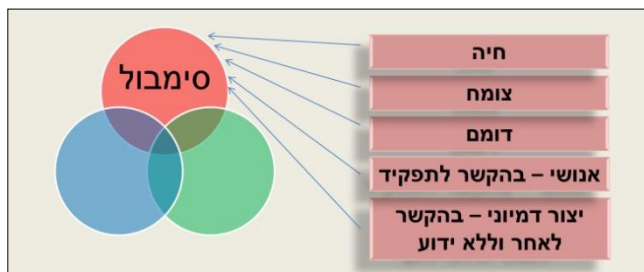 סימבול
חיה
צומח
דומם
אנושי – בהקשר לתפקיד
יצור דמיוני – בהקשר
לאחר וללא ידוע